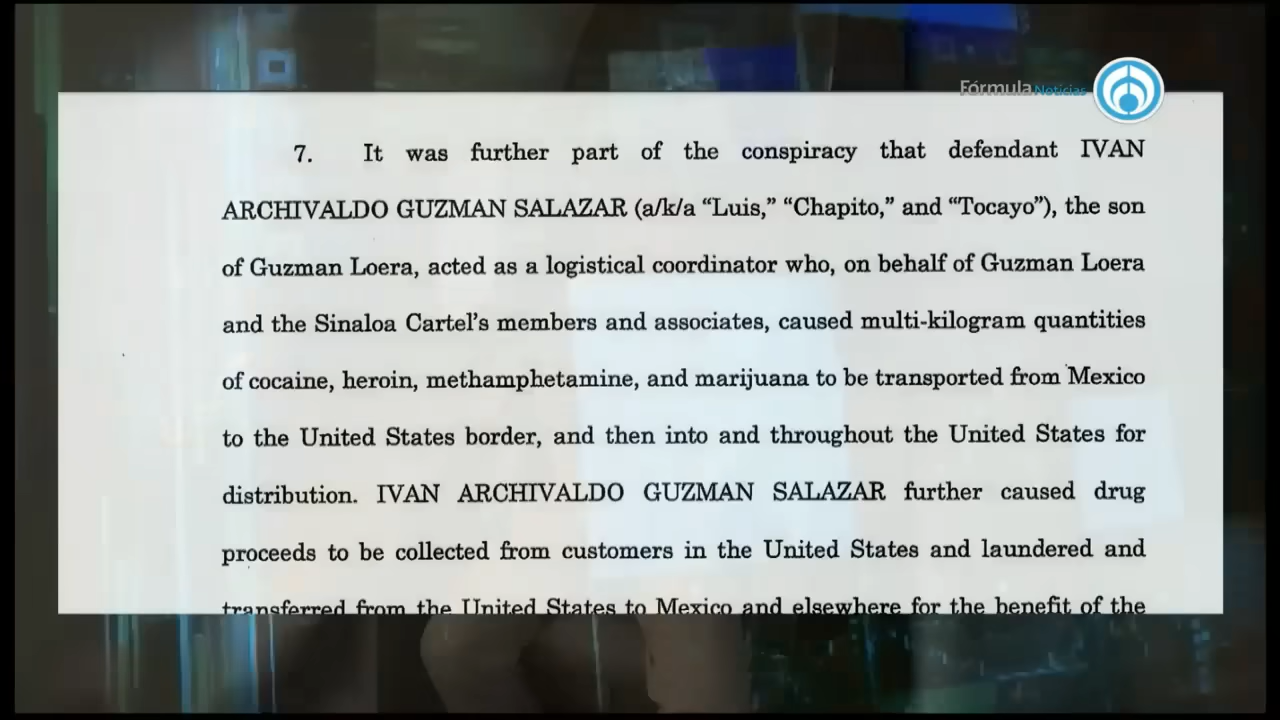 Fórmula Noticias
7. It was further part of the conspiracy that defendant IVAN
ARCHIVALDO GUZMAN SALAZAR (a/k/a “Luis,” “Chapito,” and “Tocayo”), the son
of Guzman Loera, acted as a logistical coordinator who, on behalf of Guzman Loera
and the Sinaloa Cartel’s members and associates, caused multi-kilogram quantities
of cocaine, heroin, methamphetamine, and marijuana to be transported from Mexico
to the United States border, and then into and throughout the United States for
distribution. IVAN ARCHIVALDO GUZMAN SALAZAR further caused drug
proceeds to be collected from customers in the United States and laundered and
transferred from the United States to Mexico and elsewhere for the benefit of the